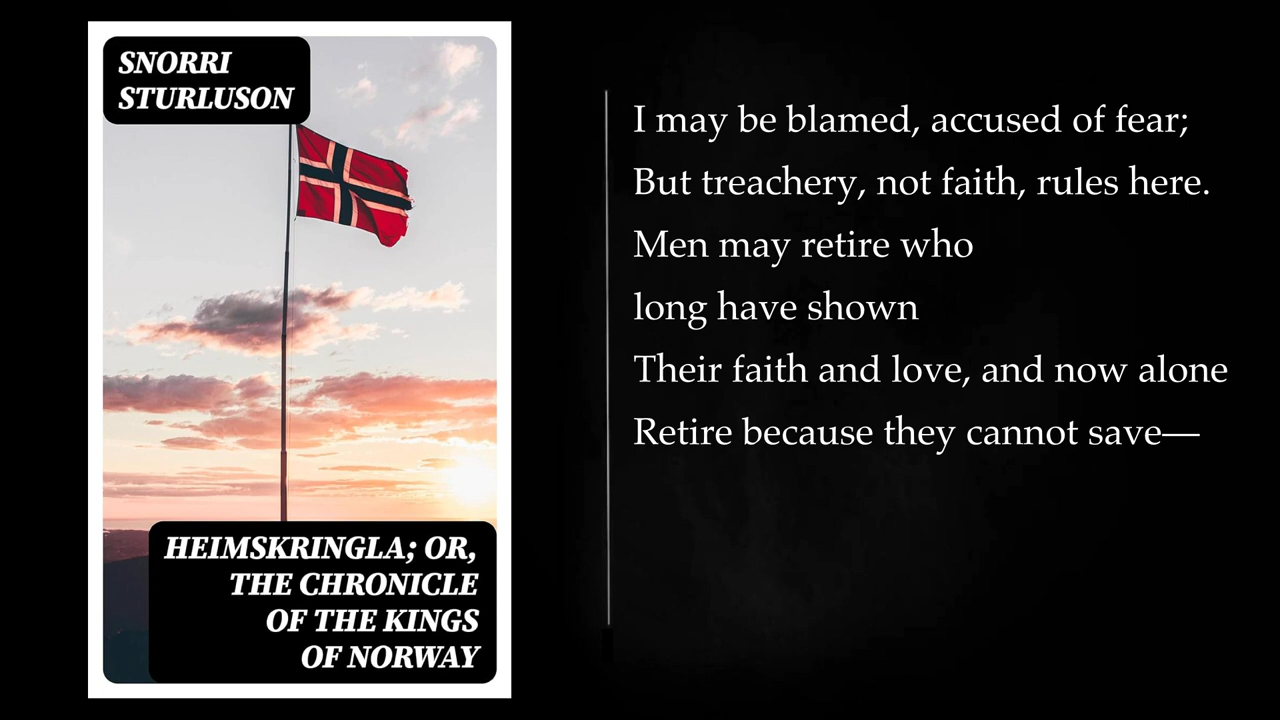 SNORRI
STURLUSON
HEIMSKRINGLA; OR,
THE CHRONICLE
OF THE KINGS
OF NORWAY
I may be blamed, accused of fear;
But treachery, not faith, rules here.
Men may retire who
long have shown
Their faith and love, and now alone
Retire because they cannot save—